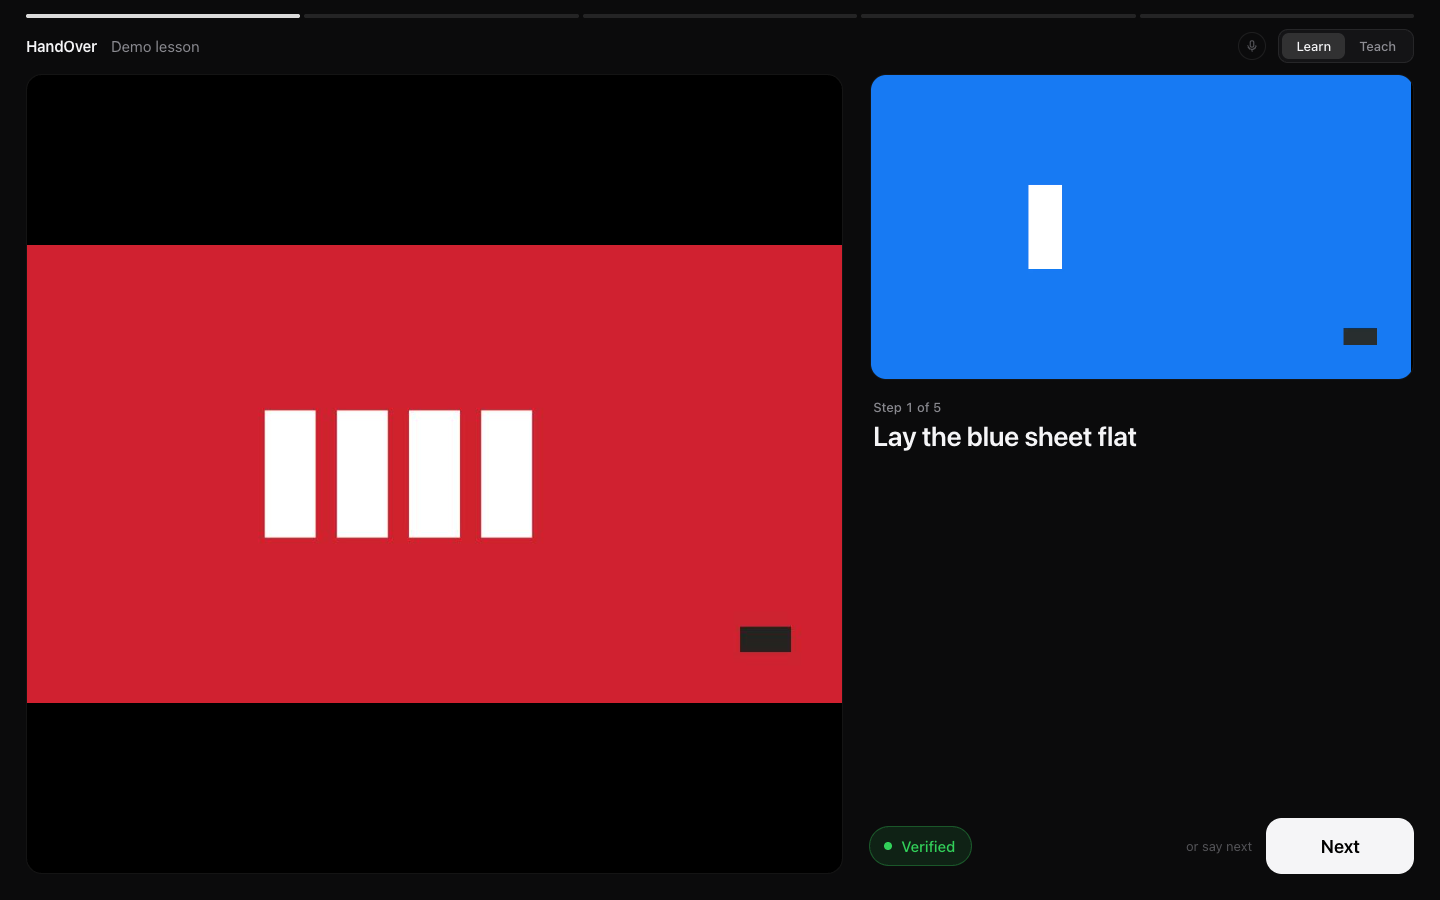 HandOver Demo lesson
Learn Teach
Step 1 of 5
Lay the blue sheet flat
Verified
or say next
Next